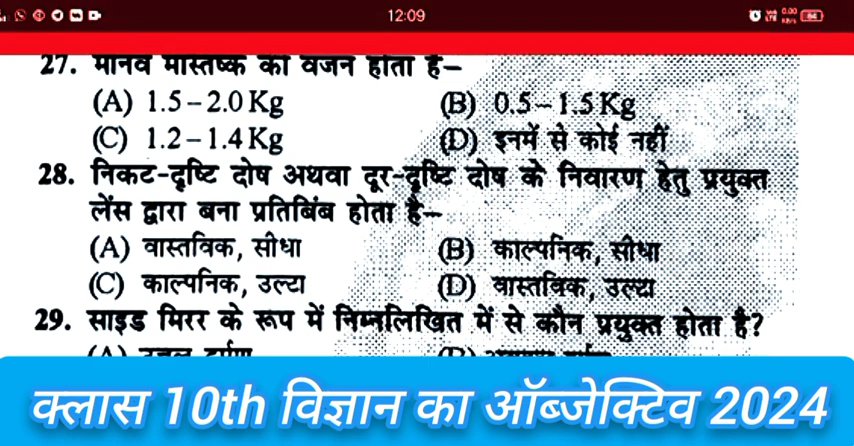 12:09
27. मानव मस्तिष्क का वजन होता है–
(A) 1.5 – 2.0 Kg (B) 0.5 – 1.5 Kg
(C) 1.2 – 1.4 Kg (D) इनमें से कोई नहीं
28. निकट-दृष्टि दोष अथवा दूर-दृष्टि दोष के निवारण हेतु प्रयुक्त
लेंस द्वारा बना प्रतिबिंब होता है–
(A) वास्तविक, सीधा (B) काल्पनिक, सीधा
(C) काल्पनिक, उल्टा (D) वास्तविक, उल्टा
29. साइड मिरर के रूप में निम्नलिखित में से कौन प्रयुक्त होता है?
क्लास 10th विज्ञान का ऑब्जेक्टिव 2024